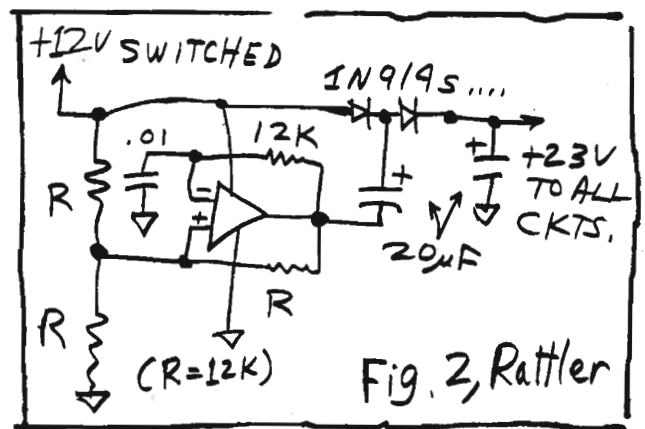 +12V SWITCHED
1N914s....
.01
12K
+
R
-
+
+
+23V
TO ALL
CKTS.
20μF
R
R
(R=12K)
Fig. 2, Rattler